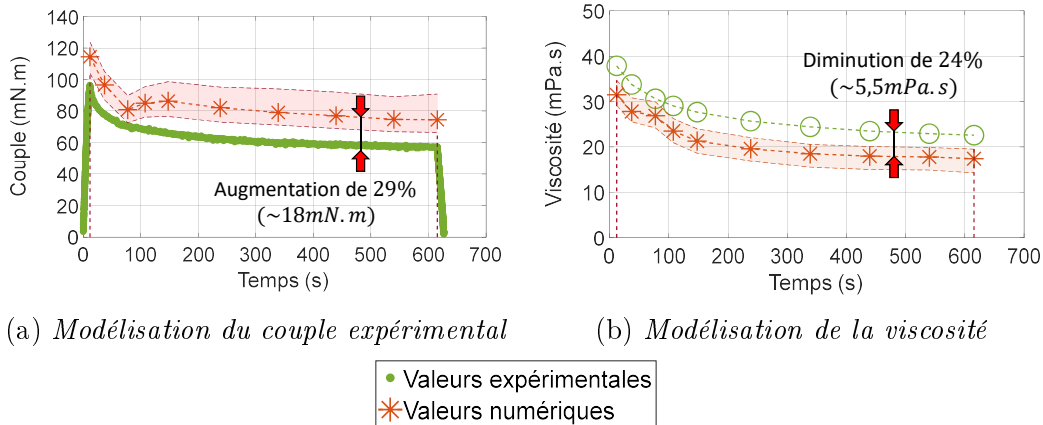 140
120
100
80
60
40
20
0
Couple (mN.m)
Augmentation de 29%
(~18mN.m)
0 100 200 300 400 500 600 700
Temps (s)
50
40
30
20
10
0
Viscosité (mPa.s)
Diminution de 24%
(~5,5mPa.s)
0 100 200 300 400 500 600 700
Temps (s)
(a) Modélisation du couple expérimental
(b) Modélisation de la viscosité
Valeurs expérimentales
Valeurs numériques